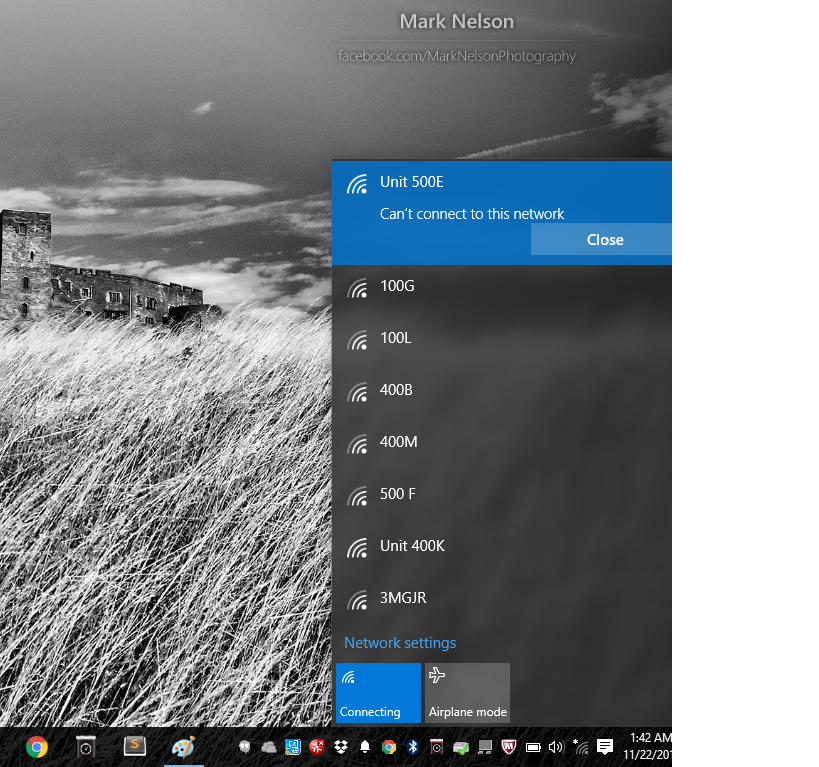 Mark Nelson
facebook.com/MarkNelsonPhotography
Unit 500E
Can't connect to this network
Close
100G
100L
400B
400M
500 F
Unit 400K
3MGJR
Network settings
Connecting
Airplane mode
1:42 AM
11/22/201